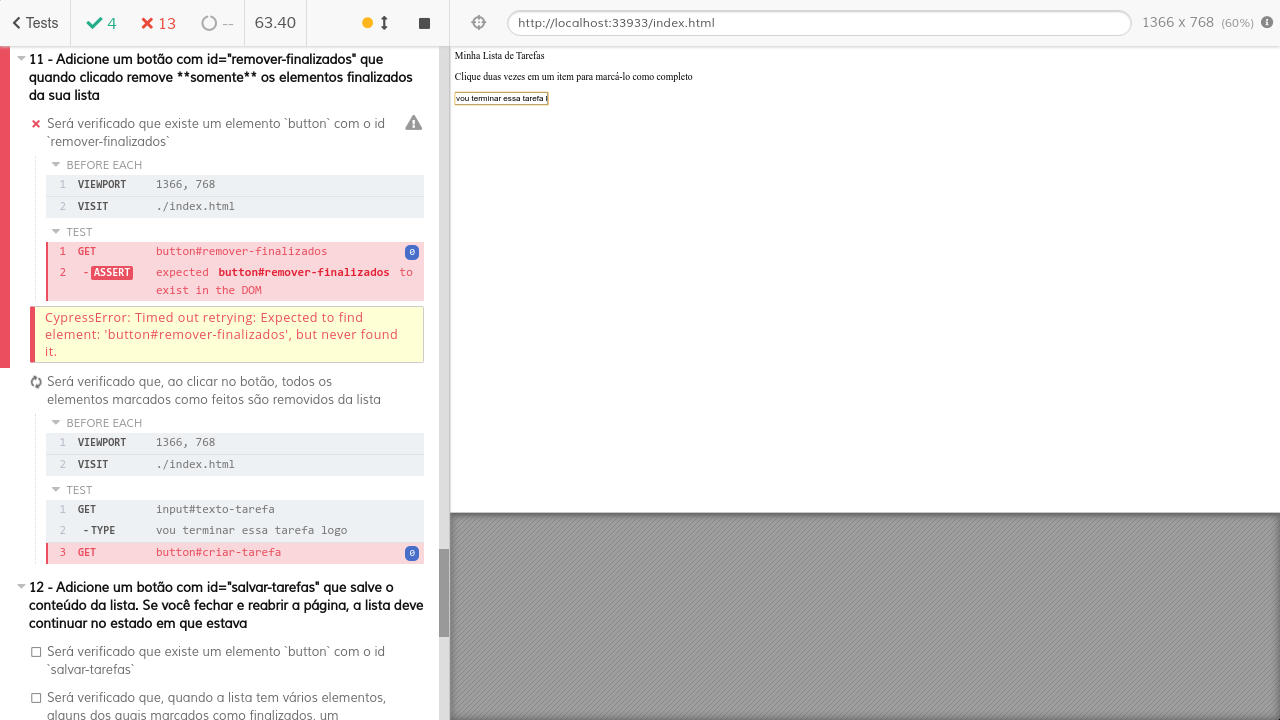 Tests 4 13 -- 63.40 http://localhost:33933/index.html 1366 x 768 (60%)
11 - Adicione um botão com id="remover-finalizados" que
quando clicado remove **somente** os elementos finalizados
da sua lista
Será verificado que existe um elemento `button` com o id
`remover-finalizados`
BEFORE EACH
1 VIEWPORT 1366, 768
2 VISIT ./index.html
TEST
1 GET button#remover-finalizados 0
2 -ASSERT expected button#remover-finalizados to
exist in the DOM
CypressError: Timed out retrying: Expected to find
element: 'button#remover-finalizados', but never found
it.
Será verificado que, ao clicar no botão, todos os
elementos marcados como feitos são removidos da lista
BEFORE EACH
1 VIEWPORT 1366, 768
2 VISIT ./index.html
TEST
1 GET input#texto-tarefa
2 -TYPE vou terminar essa tarefa logo
3 GET button#criar-tarefa 0
12 - Adicione um botão com id="salvar-tarefas" que salve o
conteúdo da lista. Se você fechar e reabrir a página, a lista deve
continuar no estado em que estava
Será verificado que existe um elemento `button` com o id
`salvar-tarefas`
Será verificado que, quando a lista tem vários elementos,
alguns dos quais marcados como finalizados, um
Minha Lista de Tarefas
Clique duas vezes em um item para marcá-lo como completo
vou terminar essa tarefa l